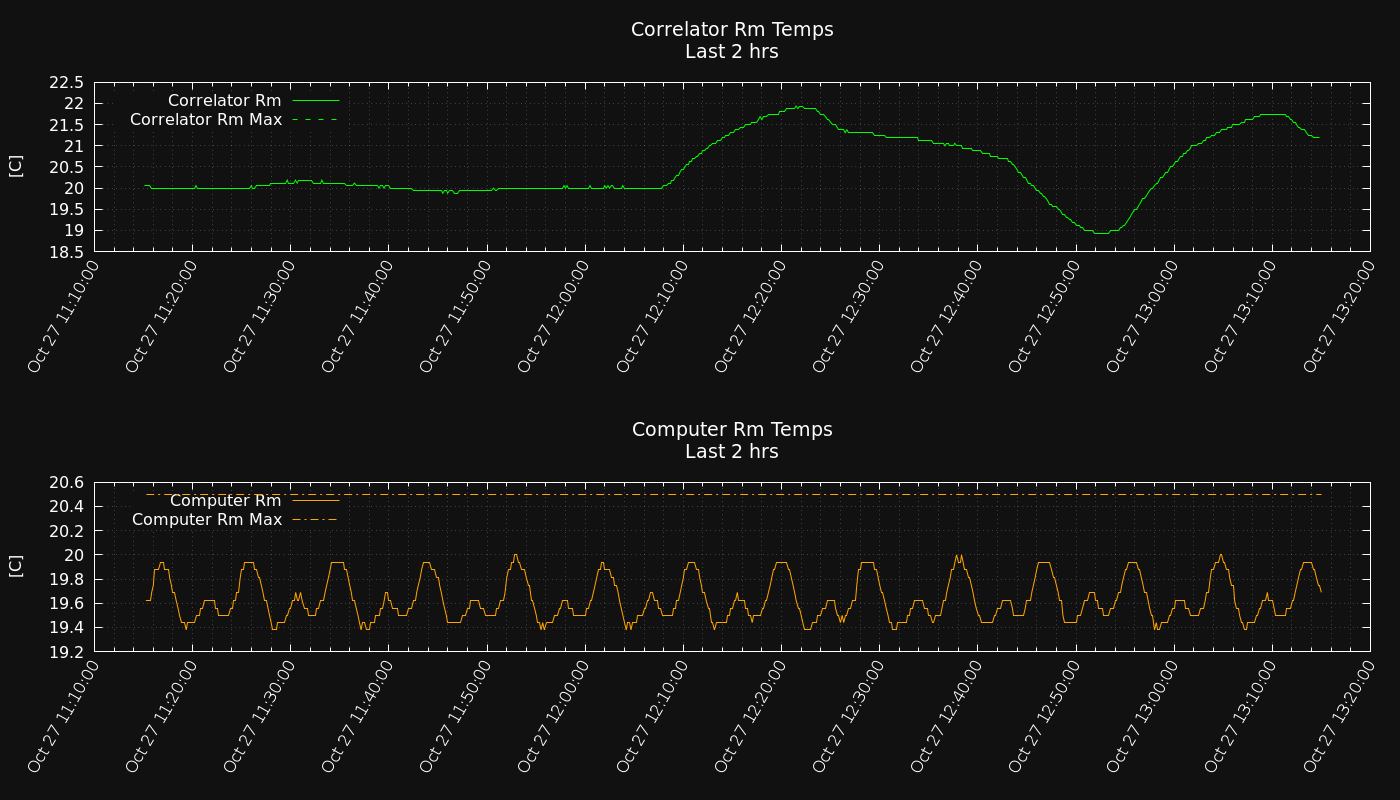 Correlator Rm Temps
Last 2 hrs
[C]
22.5
22
21.5
21
20.5
20
19.5
19
18.5
Correlator Rm
Correlator Rm Max
Oct 27 11:10:00
Oct 27 11:20:00
Oct 27 11:30:00
Oct 27 11:40:00
Oct 27 11:50:00
Oct 27 12:00:00
Oct 27 12:10:00
Oct 27 12:20:00
Oct 27 12:30:00
Oct 27 12:40:00
Oct 27 12:50:00
Oct 27 13:00:00
Oct 27 13:10:00
Oct 27 13:20:00
Computer Rm Temps
Last 2 hrs
[C]
20.6
20.4
20.2
20
19.8
19.6
19.4
19.2
Computer Rm
Computer Rm Max
Oct 27 11:10:00
Oct 27 11:20:00
Oct 27 11:30:00
Oct 27 11:40:00
Oct 27 11:50:00
Oct 27 12:00:00
Oct 27 12:10:00
Oct 27 12:20:00
Oct 27 12:30:00
Oct 27 12:40:00
Oct 27 12:50:00
Oct 27 13:00:00
Oct 27 13:10:00
Oct 27 13:20:00